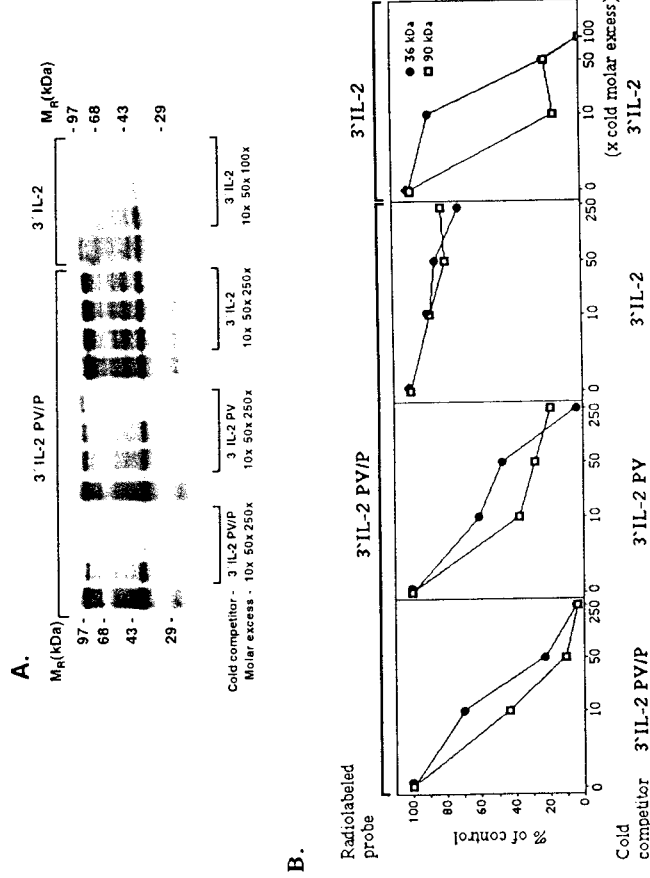 A.
3` IL-2 PV/P
3` IL-2
M_R(kDa)
M_R(kDa)
97 -
68 -
43 -
29 -
- 97
- 68
- 43
- 29
Cold competitor - 3` IL-2 PV/P
3 IL-2 PV
3` IL-2
3` IL-2
Molar excess - 10x 50x 250x
10x 50x 250x
10x 50x 250x
10x 50x 100x
B.
Radiolabeled
probe
3`IL-2 PV/P
3`IL-2
36 kDa
90 kDa
% of control
100
80
60
40
20
0
0 10 50 250
0 10 50 250
0 10 50 250
0 10 50 100
(x cold molar excess)
Cold
competitor
3`IL-2 PV/P
3`IL-2 PV
3`IL-2
3`IL-2